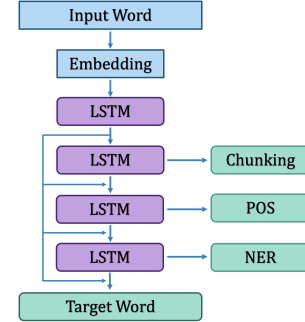 Input Word
Embedding
LSTM
LSTM
Chunking
LSTM
POS
LSTM
NER
Target Word